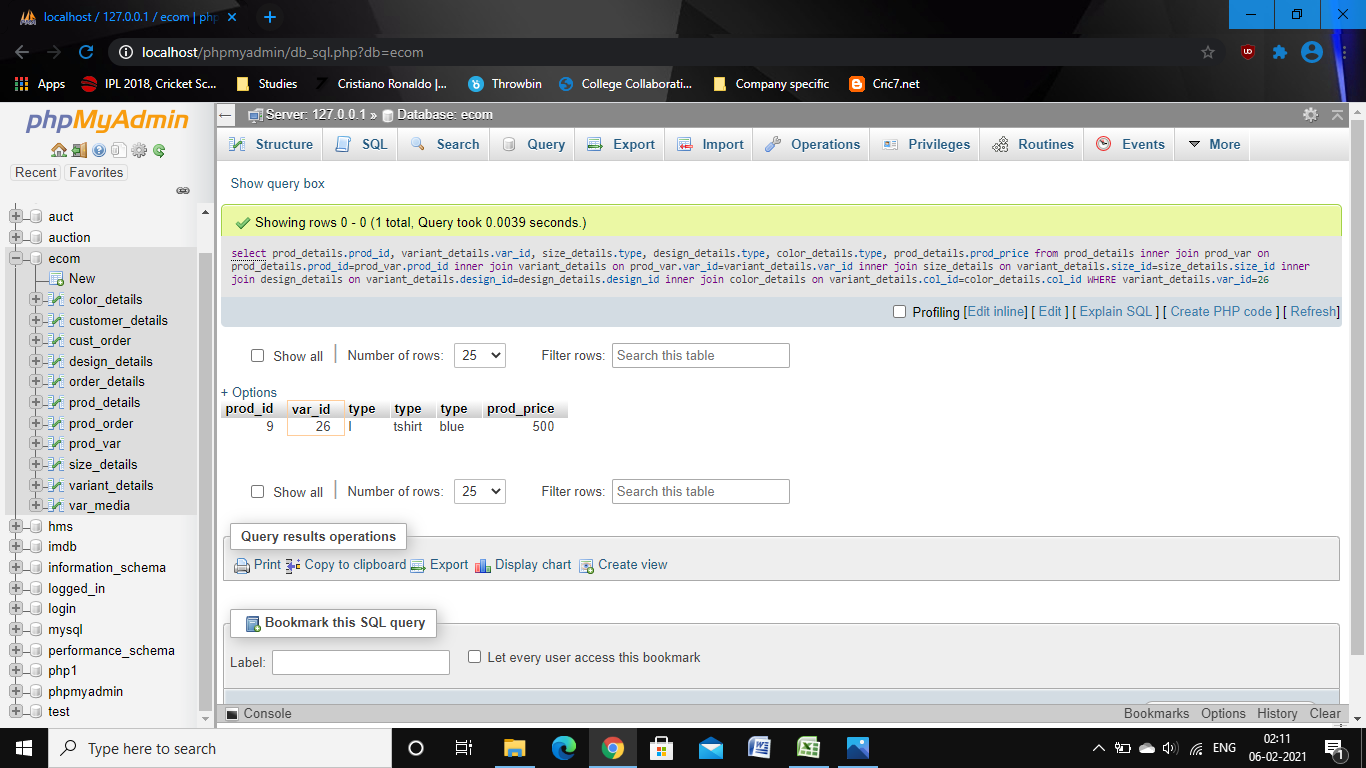 localhost / 127.0.0.1 / ecom | php
localhost/phpmyadmin/db_sql.php?db=ecom
Apps IPL 2018, Cricket Sc... Studies Cristiano Ronaldo |... Throwbin College Collaborati... Company specific Cric7.net
phpMyAdmin
Recent Favorites
auct
auction
ecom
New
color_details
customer_details
cust_order
design_details
order_details
prod_details
prod_order
prod_var
size_details
variant_details
var_media
hms
imdb
information_schema
logged_in
login
mysql
performance_schema
php1
phpmyadmin
test
Server: 127.0.0.1 » Database: ecom
Structure SQL Search Query Export Import Operations Privileges Routines Events More
Show query box
Showing rows 0 - 0 (1 total, Query took 0.0039 seconds.)
select prod_details.prod_id, variant_details.var_id, size_details.type, design_details.type, color_details.type, prod_details.prod_price from prod_details inner join prod_var on
prod_details.prod_id=prod_var.prod_id inner join variant_details on prod_var.var_id=variant_details.var_id inner join size_details on variant_details.size_id=size_details.size_id inner
join design_details on variant_details.design_id=design_details.design_id inner join color_details on variant_details.col_id=color_details.col_id WHERE variant_details.var_id=26
Profiling [Edit inline] [ Edit ] [ Explain SQL ] [ Create PHP code ] [ Refresh]
Show all Number of rows: 25 Filter rows: Search this table
+ Options
prod_id var_id type type type prod_price
9 26 l tshirt blue 500
Show all Number of rows: 25 Filter rows: Search this table
Query results operations
Print Copy to clipboard Export Display chart Create view
Bookmark this SQL query
Label: Let every user access this bookmark
Console Bookmarks Options History Clear
Type here to search
ENG
02:11
06-02-2021
1